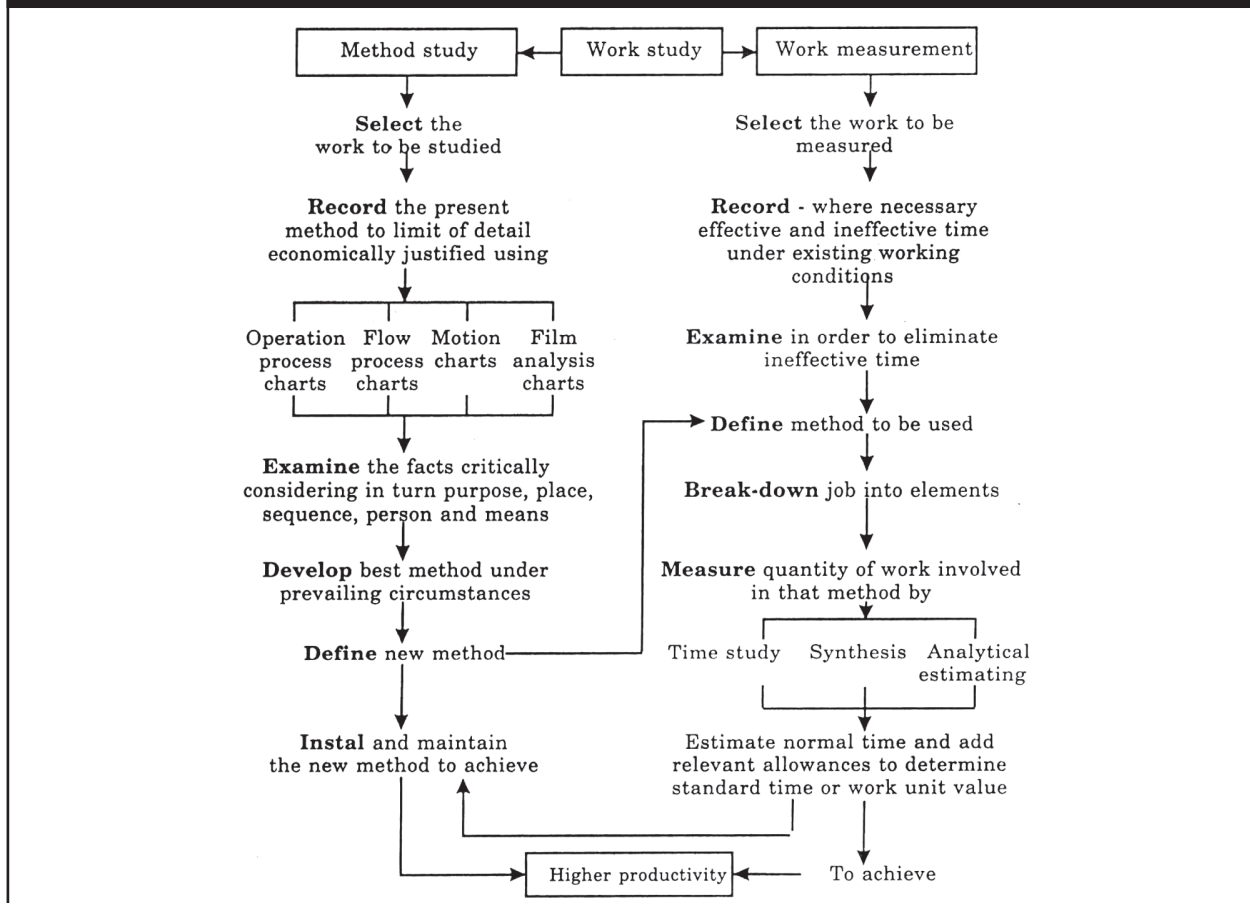 Method study
Work study
Work measurement
Select the
work to be studied
Record the present
method to limit of detail
economically justified using
Operation
process
charts
Flow
process
charts
Motion
charts
Film
analysis
charts
Examine the facts critically
considering in turn purpose, place,
sequence, person and means
Develop best method under
prevailing circumstances
Define new method
Instal and maintain
the new method to achieve
Select the work to be
measured
Record - where necessary
effective and ineffective time
under existing working
conditions
Examine in order to eliminate
ineffective time
Define method to be used
Break-down job into elements
Measure quantity of work involved
in that method by
Time study
Synthesis
Analytical
estimating
Estimate normal time and add
relevant allowances to determine
standard time or work unit value
To achieve
Higher productivity